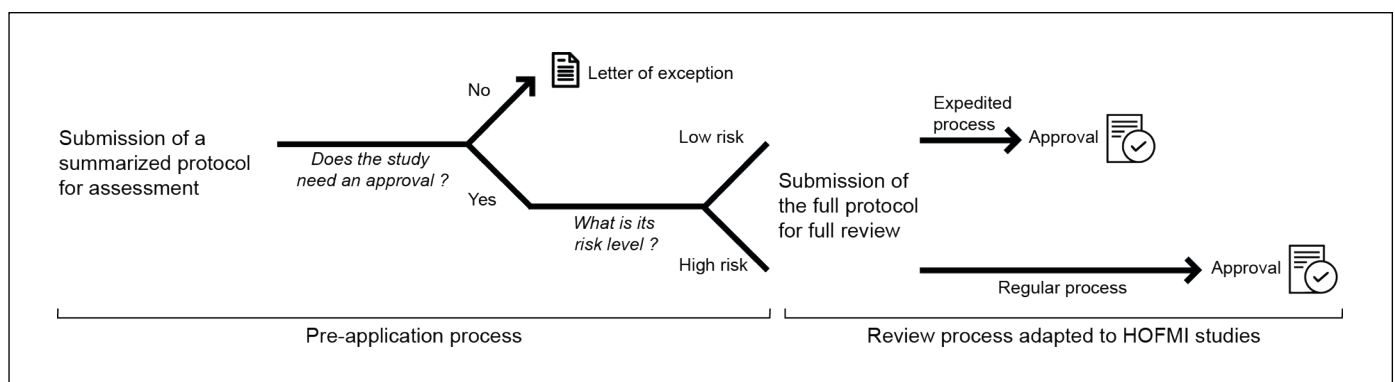 Submission of a
summarized protocol
for assessment
Does the study
need an approval ?
No
Letter of exception
Yes
What is its
risk level ?
Low risk
High risk
Submission of
the full protocol
for full review
Expedited
process
Approval
Regular process
Approval
Pre-application process
Review process adapted to HOFMI studies